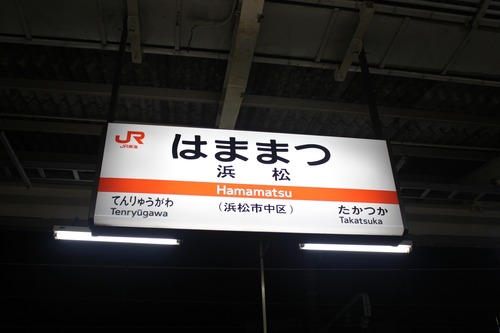 JR
JR東海
はままつ
浜 松
Hamamatsu
てんりゅうがわ
Tenryūgawa
(浜松市中区)
たかつか
Takatsuka